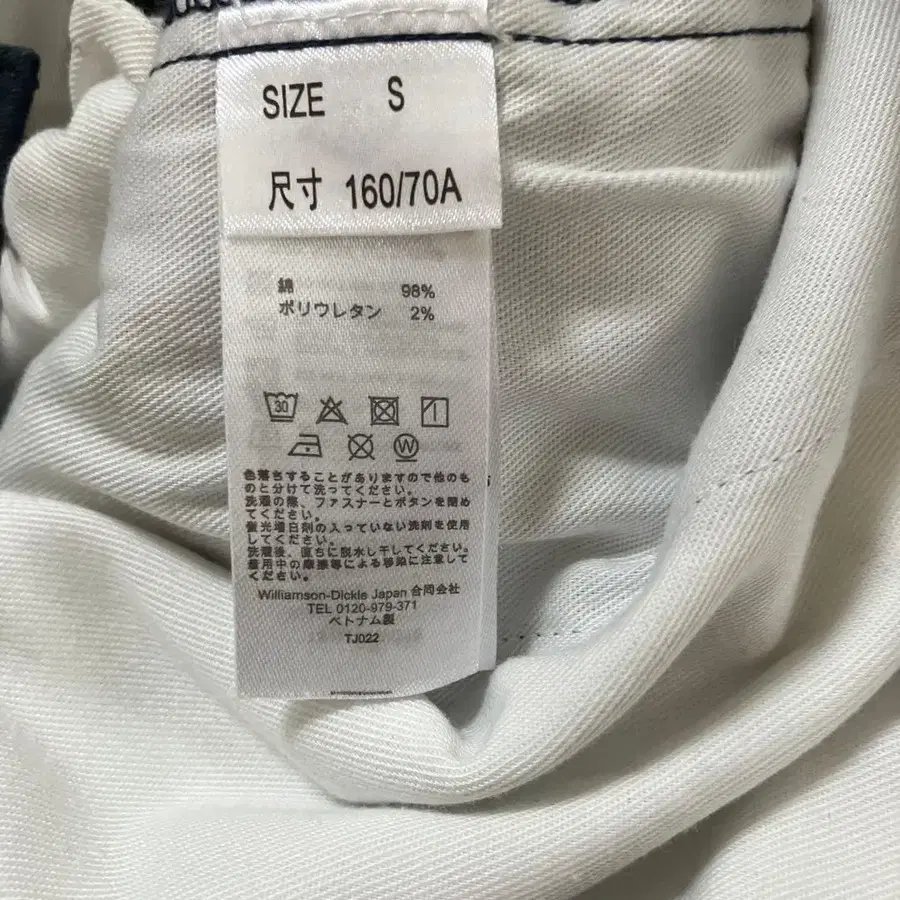 SIZE S
尺寸 160/70A
綿 98%
ポリウレタン 2%
30
W
色落ちすることがありますので他のも
のと分けて洗ってください。
洗濯の際、ファスナーとボタンを閉め
てください。
蛍光増白剤の入っていない洗剤を使用
してください。
洗濯後、直ちに脱水し干してください。
着用中の摩擦等による移染に注意して
ください。
Williamson-Dickie Japan 合同会社
TEL 0120-979-371
ベトナム製
TJ022